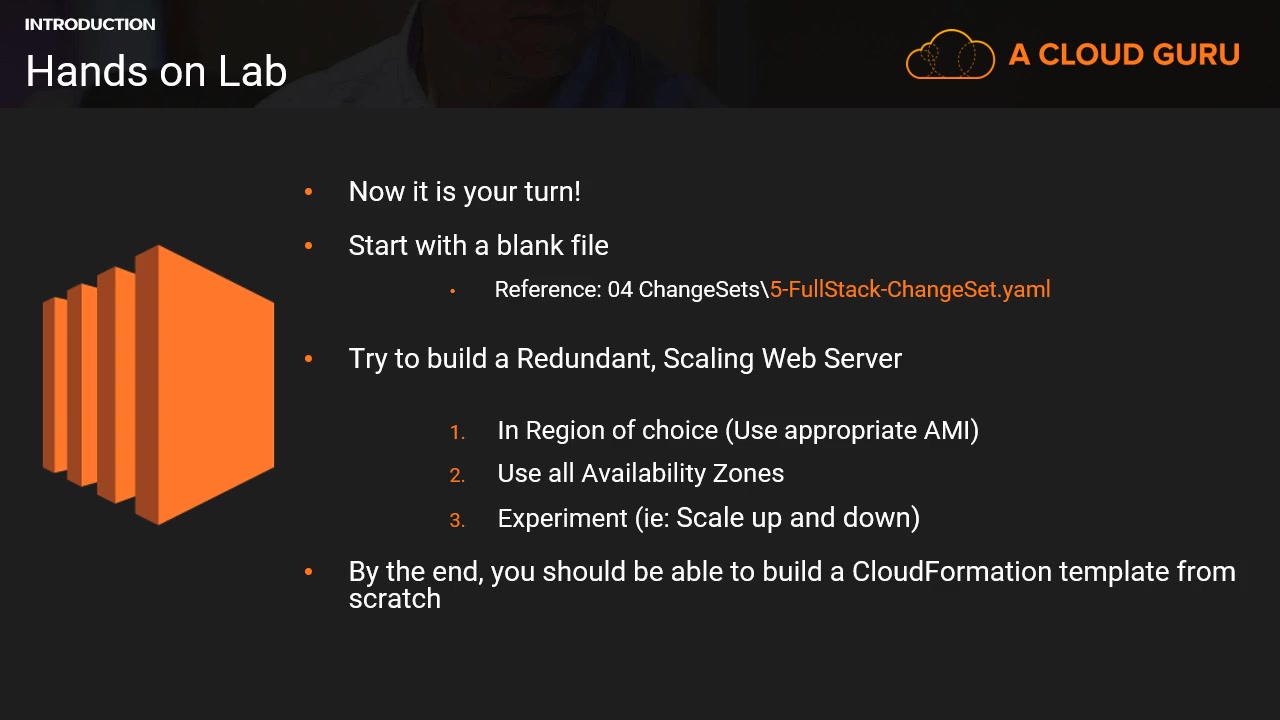 INTRODUCTION
Hands on Lab
A CLOUD GURU
• Now it is your turn!
• Start with a blank file
• Reference: 04 ChangeSets\5-FullStack-ChangeSet.yaml
• Try to build a Redundant, Scaling Web Server
1. In Region of choice (Use appropriate AMI)
2. Use all Availability Zones
3. Experiment (ie: Scale up and down)
• By the end, you should be able to build a CloudFormation template from
scratch